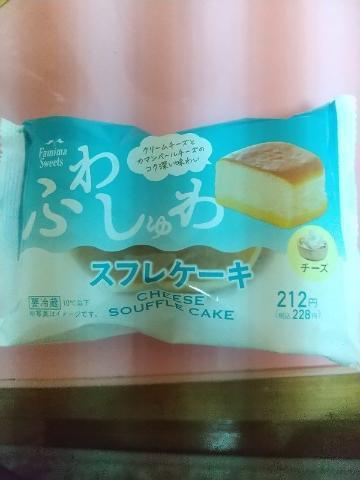 Famima
Sweets
クリームチーズと
カマンベールチーズの
コク深い味わい
ふわしゅわ
スフレケーキ
チーズ
CHEESE
SOUFFLE CAKE
212円
(税込228円)
要冷蔵 10℃以下
※写真はイメージです。